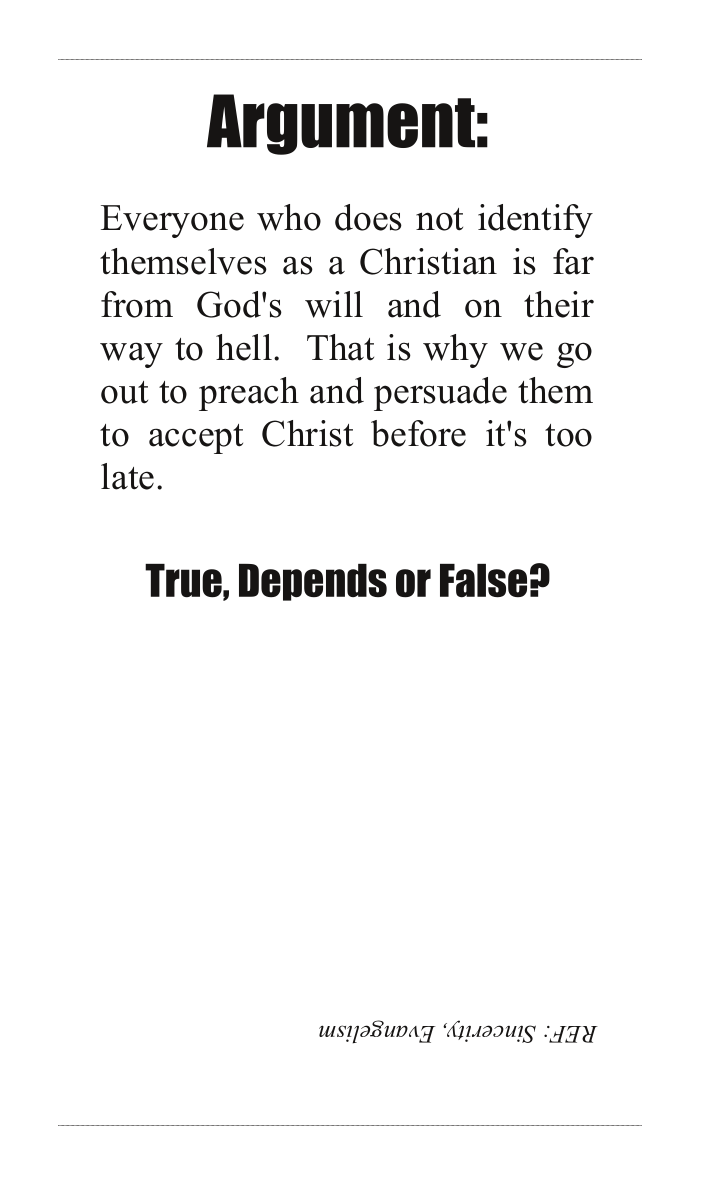 Argument:
Everyone who does not identify
themselves as a Christian is far
from God's will and on their
way to hell.  That is why we go
out to preach and persuade them
to accept Christ before it's too
late.
True, Depends or False?
REF: Sincerity, Evangelism